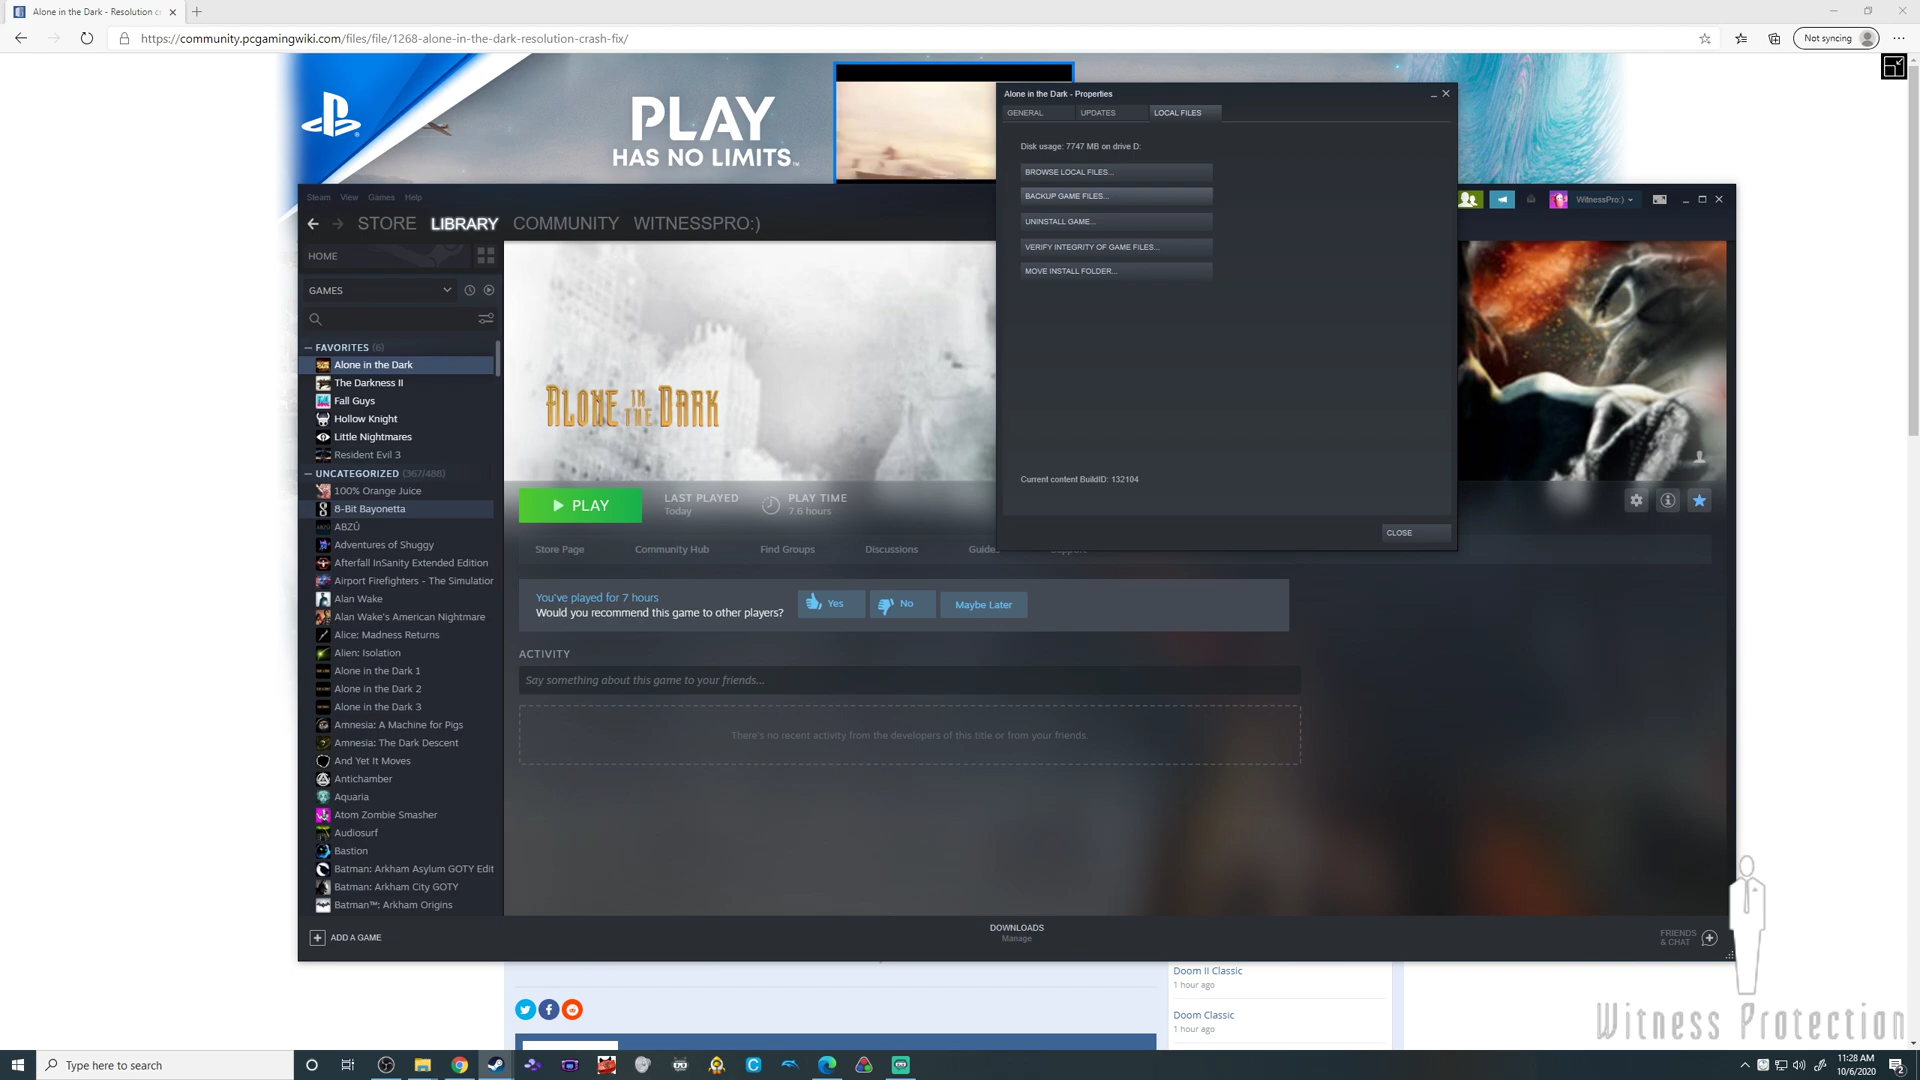 Alone in the Dark - Resolution c
https://community.pcgamingwiki.com/files/file/1268-alone-in-the-dark-resolution-crash-fix/
Not syncing
PLAY
HAS NO LIMITS™
Alone in the Dark - Properties
GENERAL
UPDATES
LOCAL FILES
Disk usage: 7747 MB on drive D:
BROWSE LOCAL FILES...
BACKUP GAME FILES...
UNINSTALL GAME...
VERIFY INTEGRITY OF GAME FILES...
MOVE INSTALL FOLDER...
Current content BuildID: 132104
CLOSE
Steam View Games Help
WitnessPro:)
STORE LIBRARY COMMUNITY WITNESSPRO:)
HOME
GAMES
— FAVORITES (6)
Alone in the Dark
The Darkness II
Fall Guys
Hollow Knight
Little Nightmares
Resident Evil 3
— UNCATEGORIZED (367/488)
100% Orange Juice
8-Bit Bayonetta
ABZÛ
Adventures of Shuggy
Afterfall InSanity Extended Edition
Airport Firefighters - The Simulation
Alan Wake
Alan Wake's American Nightmare
Alice: Madness Returns
Alien: Isolation
Alone in the Dark 1
Alone in the Dark 2
Alone in the Dark 3
Amnesia: A Machine for Pigs
Amnesia: The Dark Descent
And Yet It Moves
Antichamber
Aquaria
Atom Zombie Smasher
Audiosurf
Bastion
Batman: Arkham Asylum GOTY Edit
Batman: Arkham City GOTY
Batman™: Arkham Origins
ADD A GAME
ALONE IN THE DARK
PLAY
LAST PLAYED
Today
PLAY TIME
7.6 hours
Store Page Community Hub Find Groups Discussions Guides Support
You've played for 7 hours
Would you recommend this game to other players?
Yes No Maybe Later
ACTIVITY
Say something about this game to your friends...
There's no recent activity from the developers of this title or from your friends.
DOWNLOADS
Manage
FRIENDS
& CHAT
Doom II Classic
1 hour ago
Doom Classic
1 hour ago
Witness Protection
Type here to search
11:28 AM
10/6/2020
2